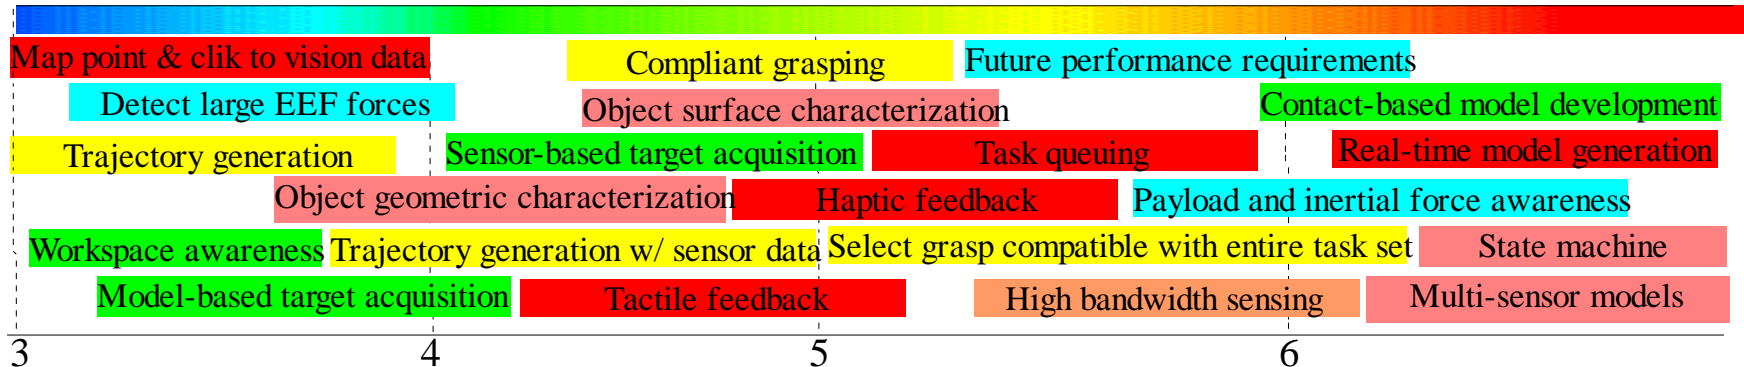 Map point & clik to vision data
Compliant grasping
Future performance requirements
Detect large EEF forces
Object surface characterization
Contact-based model development
Trajectory generation
Sensor-based target acquisition
Task queuing
Real-time model generation
Object geometric characterization
Haptic feedback
Payload and inertial force awareness
Workspace awareness
Trajectory generation w/ sensor data
Select grasp compatible with entire task set
State machine
Model-based target acquisition
Tactile feedback
High bandwidth sensing
Multi-sensor models
3 4 5 6